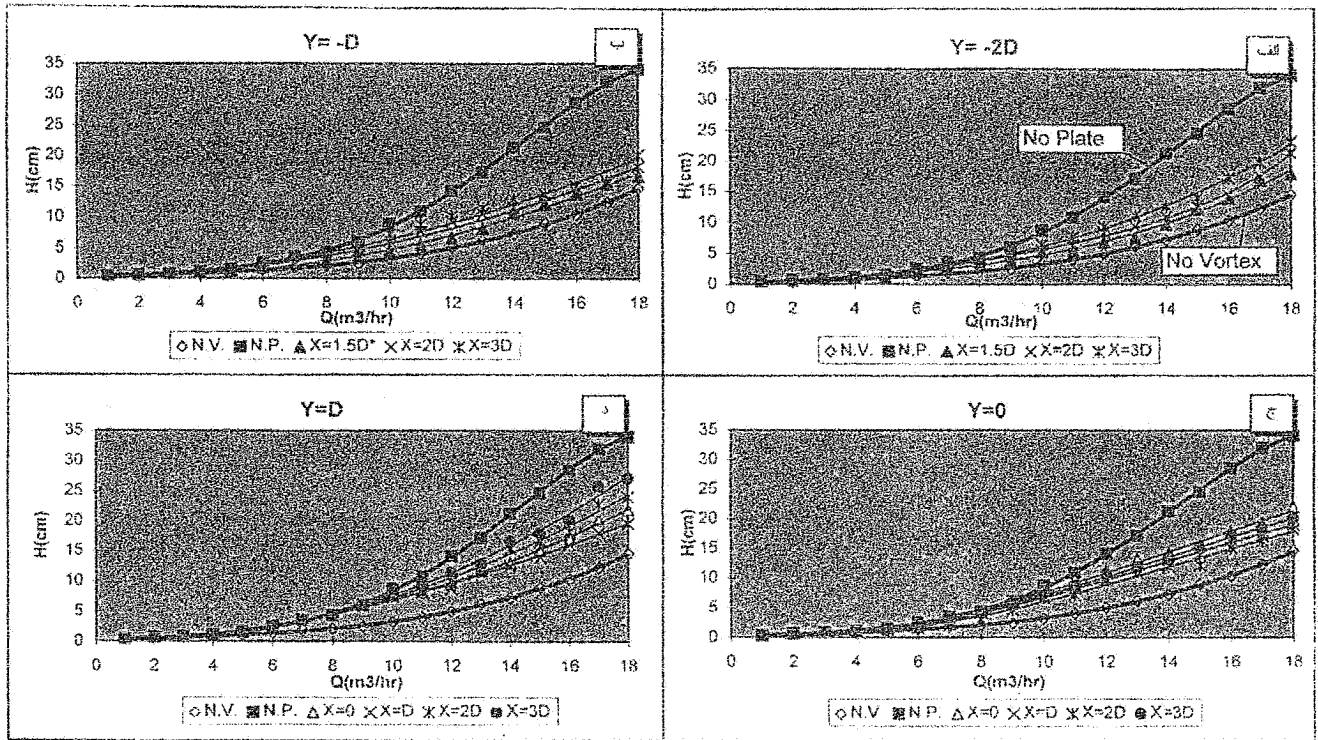 Y= -D
ب
35
30
25
20
15
10
5
0
H(cm)
0 2 4 6 8 10 12 14 16 18
Q(m3/hr)
N.V. N.P. X=1.5D* X=2D X=3D
Y= -2D
الف
35
30
25
20
15
10
5
0
H(cm)
No Plate
No Vortex
0 2 4 6 8 10 12 14 16 18
Q(m3/hr)
N.V. N.P. X=1.5D X=2D X=3D
Y=D
د
35
30
25
20
15
10
5
0
H(cm)
0 2 4 6 8 10 12 14 16 18
Q(m3/hr)
N.V. N.P. X=0 X=D X=2D X=3D
Y=0
ج
35
30
25
20
15
10
5
0
H(cm)
0 2 4 6 8 10 12 14 16 18
Q(m3/hr)
N.V. N.P. X=0 X=D X=2D X=3D